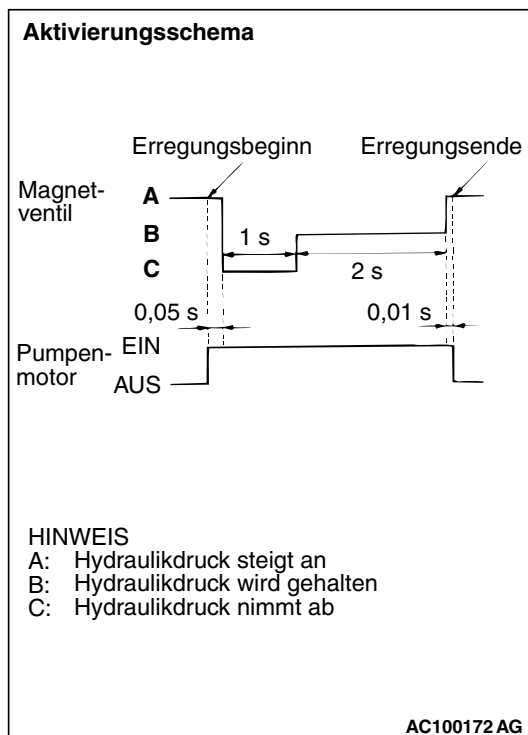 Aktivierungsschema
Erregungsbeginn
Erregungsende
Magnet-
ventil
A
B
C
1 s
2 s
0,05 s
0,01 s
Pumpen-
motor
EIN
AUS
HINWEIS
A: Hydraulikdruck steigt an
B: Hydraulikdruck wird gehalten
C: Hydraulikdruck nimmt ab
AC100172 AG